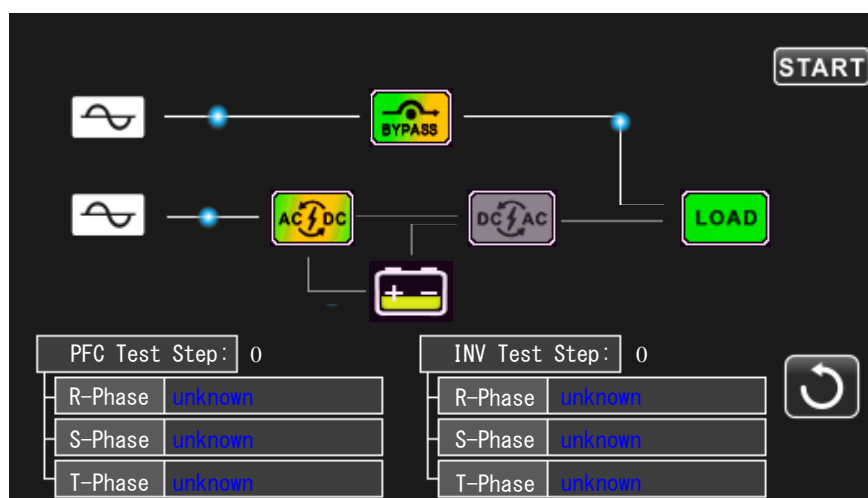 START
BYPASS
AC DC
DC AC
LOAD
+ −
PFC Test Step: 0
R-Phase unknown
S-Phase unknown
T-Phase unknown
INV Test Step: 0
R-Phase unknown
S-Phase unknown
T-Phase unknown